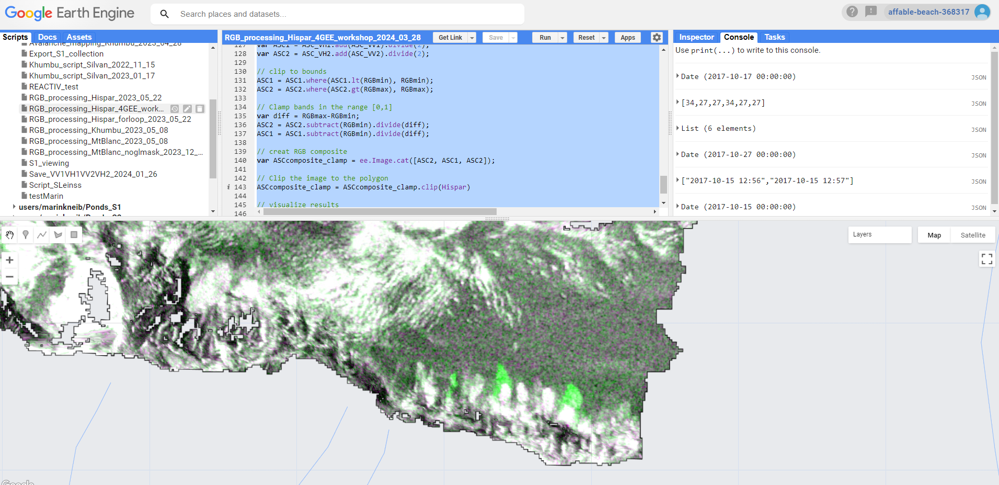 Google Earth Engine
Search places and datasets...
affable-beach-368317
Scripts
Docs
Assets
Avalanche_mapping_Khumbu_2023_04_28
Export_S1_collection
Khumbu_script_Silvan_2022_11_15
Khumbu_script_Silvan_2023_01_17
REACTIV_test
RGB_processing_Hispar_2023_05_22
RGB_processing_Hispar_4GEE_work...
RGB_processing_Hispar_forloop_2023_05_22
RGB_processing_Khumbu_2023_05_08
RGB_processing_MtBlanc_2023_05_08
RGB_processing_MtBlanc_noglmask_2023_12_...
S1_viewing
Save_VV1VH1VV2VH2_2024_01_26
Script_SLeinss
testMarin
users/marinkneib/Ponds_S1
RGB_processing_Hispar_4GEE_workshop_2024_03_28
Get Link
Save
Run
Reset
Apps
127 var ASC1 = ASC_VH1.add(ASC_VV1).divide(2);
128 var ASC2 = ASC_VH2.add(ASC_VV2).divide(2);
129
130 // clip to bounds
131 ASC1 = ASC1.where(ASC1.lt(RGBmin), RGBmin);
132 ASC2 = ASC2.where(ASC2.gt(RGBmax), RGBmax);
133
134 // Clamp bands in the range [0,1]
135 var diff = RGBmax-RGBmin;
136 ASC2 = ASC2.subtract(RGBmin).divide(diff);
137 ASC1 = ASC1.subtract(RGBmin).divide(diff);
138
139 // creat RGB composite
140 var ASCcomposite_clamp = ee.Image.cat([ASC2, ASC1, ASC2]);
141
142 // Clip the image to the polygon
i 143 ASCcomposite_clamp = ASCcomposite_clamp.clip(Hispar)
144
145 // visualize results
146
Inspector
Console
Tasks
Use print(...) to write to this console.
Date (2017-10-17 00:00:00)
JSON
[34,27,27,34,27,27]
JSON
List (6 elements)
JSON
Date (2017-10-27 00:00:00)
JSON
["2017-10-15 12:56","2017-10-15 12:57"]
JSON
Date (2017-10-15 00:00:00)
JSON
Layers
Map
Satellite
Google